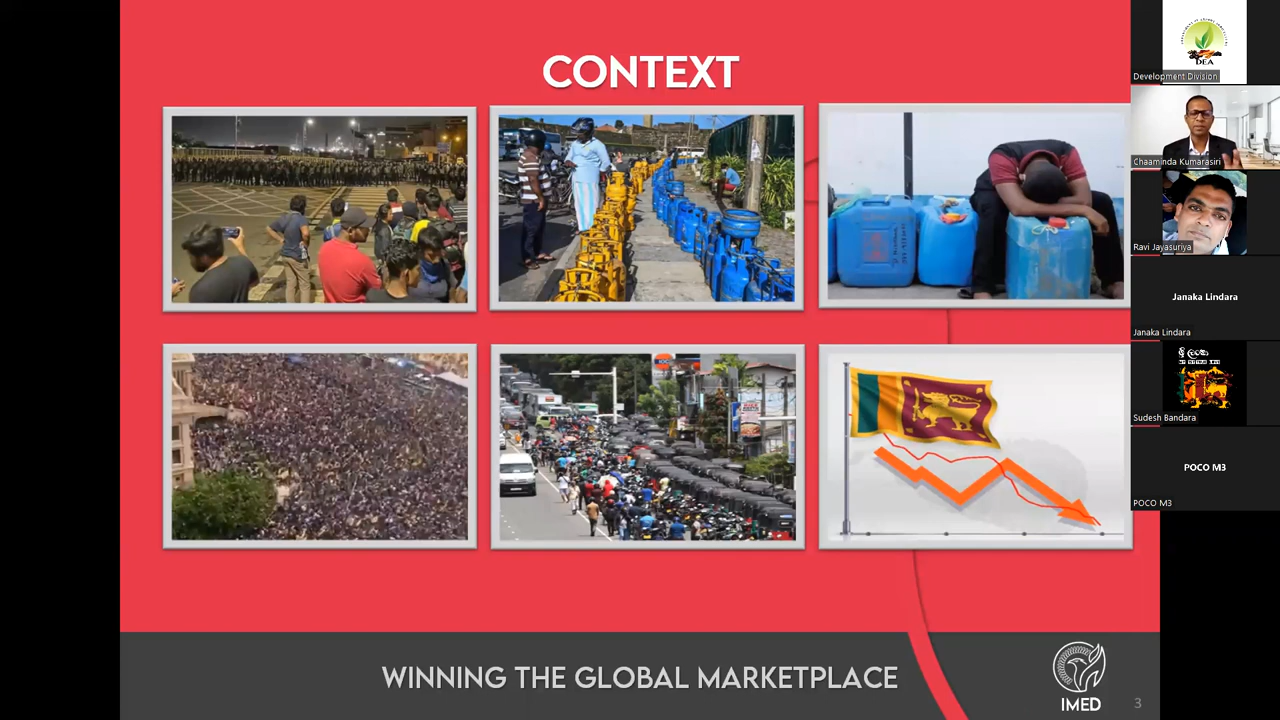 CONTEXT
WINNING THE GLOBAL MARKETPLACE
IMED
3
DEA
Development Division
Chaaminda Kumarasiri
Ravi Jayasuriya
Janaka Lindara
Janaka Lindara
Sudesh Bandara
POCO M3
POCO M3